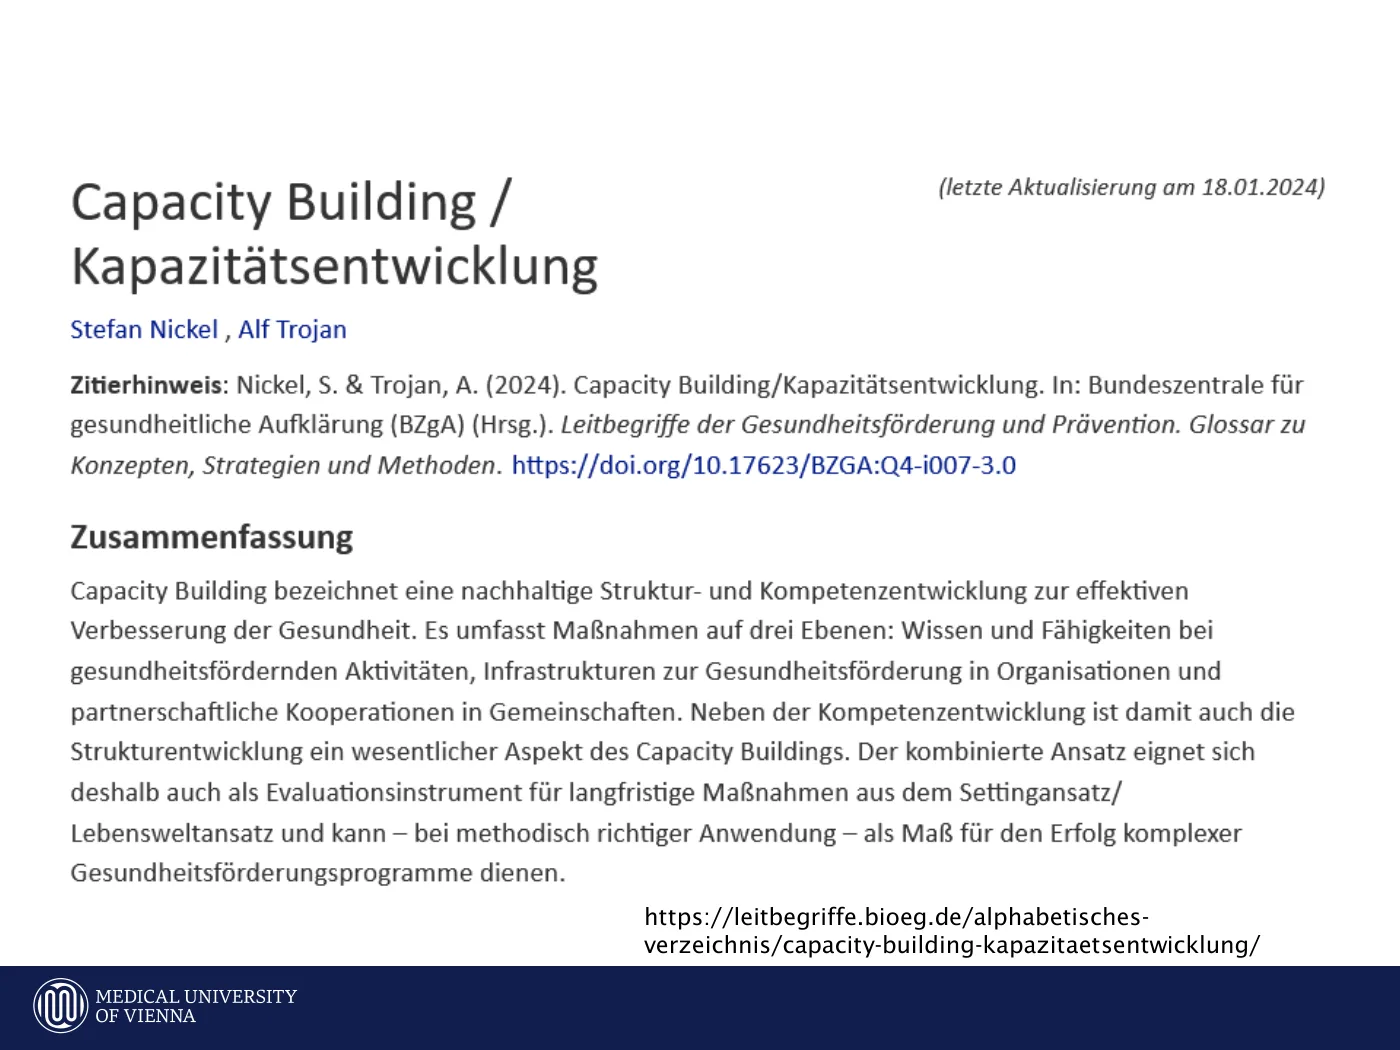 Capacity Building /
Kapazitätsentwicklung
(letzte Aktualisierung am 18.01.2024)
Stefan Nickel , Alf Trojan
Zitierhinweis: Nickel, S. & Trojan, A. (2024). Capacity Building/Kapazitätsentwicklung. In: Bundeszentrale für
gesundheitliche Aufklärung (BZgA) (Hrsg.). Leitbegriffe der Gesundheitsförderung und Prävention. Glossar zu
Konzepten, Strategien und Methoden. https://doi.org/10.17623/BZGA:Q4-i007-3.0
Zusammenfassung
Capacity Building bezeichnet eine nachhaltige Struktur- und Kompetenzentwicklung zur effektiven
Verbesserung der Gesundheit. Es umfasst Maßnahmen auf drei Ebenen: Wissen und Fähigkeiten bei
gesundheitsfördernden Aktivitäten, Infrastrukturen zur Gesundheitsförderung in Organisationen und
partnerschaftliche Kooperationen in Gemeinschaften. Neben der Kompetenzentwicklung ist damit auch die
Strukturentwicklung ein wesentlicher Aspekt des Capacity Buildings. Der kombinierte Ansatz eignet sich
deshalb auch als Evaluationsinstrument für langfristige Maßnahmen aus dem Settingansatz/
Lebensweltansatz und kann – bei methodisch richtiger Anwendung – als Maß für den Erfolg komplexer
Gesundheitsförderungsprogramme dienen.
https://leitbegriffe.bioeg.de/alphabetisches-
verzeichnis/capacity-building-kapazitaetsentwicklung/
MEDICAL UNIVERSITY
OF VIENNA